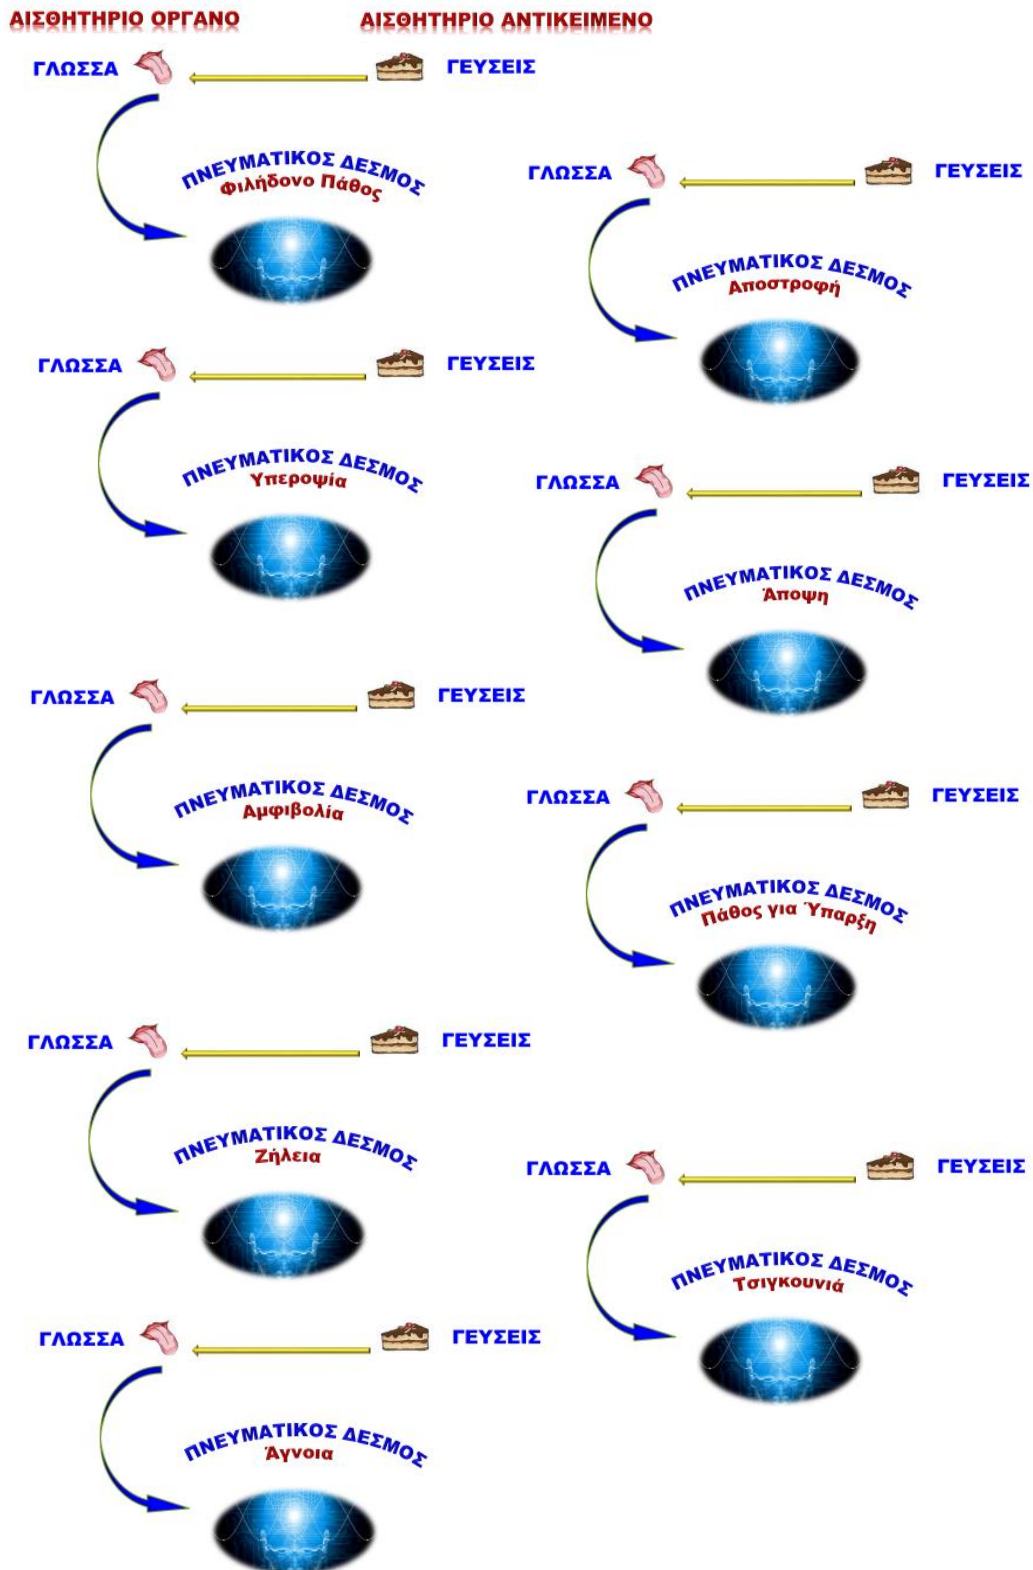 ΑΙΣΘΗΤΗΡΙΟ ΟΡΓΑΝΟ ΑΙΣΘΗΤΗΡΙΟ ΑΝΤΙΚΕΙΜΕΝΟ
ΓΛΩΣΣΑ ΓΕΥΣΕΙΣ
ΠΝΕΥΜΑΤΙΚΟΣ ΔΕΣΜΟΣ
Φιλήδονο Πάθος
ΓΛΩΣΣΑ ΓΕΥΣΕΙΣ
ΠΝΕΥΜΑΤΙΚΟΣ ΔΕΣΜΟΣ
Αποστροφή
ΓΛΩΣΣΑ ΓΕΥΣΕΙΣ
ΠΝΕΥΜΑΤΙΚΟΣ ΔΕΣΜΟΣ
Υπεροψία
ΓΛΩΣΣΑ ΓΕΥΣΕΙΣ
ΠΝΕΥΜΑΤΙΚΟΣ ΔΕΣΜΟΣ
Άποψη
ΓΛΩΣΣΑ ΓΕΥΣΕΙΣ
ΠΝΕΥΜΑΤΙΚΟΣ ΔΕΣΜΟΣ
Αμφιβολία
ΓΛΩΣΣΑ ΓΕΥΣΕΙΣ
ΠΝΕΥΜΑΤΙΚΟΣ ΔΕΣΜΟΣ
Πάθος για Ύπαρξη
ΓΛΩΣΣΑ ΓΕΥΣΕΙΣ
ΠΝΕΥΜΑΤΙΚΟΣ ΔΕΣΜΟΣ
Ζήλεια
ΓΛΩΣΣΑ ΓΕΥΣΕΙΣ
ΠΝΕΥΜΑΤΙΚΟΣ ΔΕΣΜΟΣ
Τσιγκουνιά
ΓΛΩΣΣΑ ΓΕΥΣΕΙΣ
ΠΝΕΥΜΑΤΙΚΟΣ ΔΕΣΜΟΣ
Άγνοια